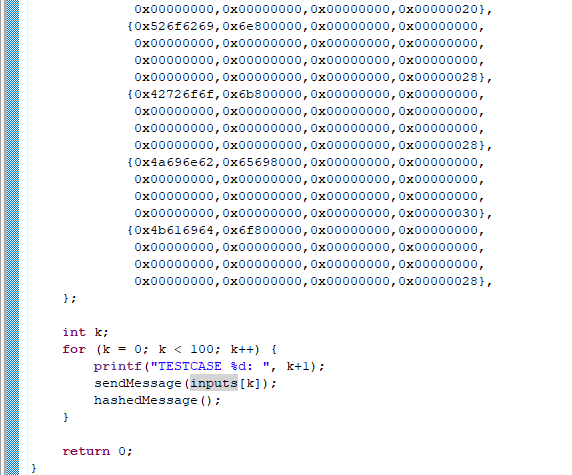 0x00000000,0x00000000,0x00000000,0x00000020},
{0x526f6269,0x6e800000,0x00000000,0x00000000,
0x00000000,0x00000000,0x00000000,0x00000000,
0x00000000,0x00000000,0x00000000,0x00000000,
0x00000000,0x00000000,0x00000000,0x00000028},
{0x42726f6f,0x6b800000,0x00000000,0x00000000,
0x00000000,0x00000000,0x00000000,0x00000000,
0x00000000,0x00000000,0x00000000,0x00000000,
0x00000000,0x00000000,0x00000000,0x00000028},
{0x4a696e62,0x65698000,0x00000000,0x00000000,
0x00000000,0x00000000,0x00000000,0x00000000,
0x00000000,0x00000000,0x00000000,0x00000000,
0x00000000,0x00000000,0x00000000,0x00000030},
{0x4b616964,0x6f800000,0x00000000,0x00000000,
0x00000000,0x00000000,0x00000000,0x00000000,
0x00000000,0x00000000,0x00000000,0x00000000,
0x00000000,0x00000000,0x00000000,0x00000028},
};
int k;
for (k = 0; k < 100; k++) {
printf("TESTCASE %d: ", k+1);
sendMessage(inputs[k]);
hashedMessage();
}
return 0;
}